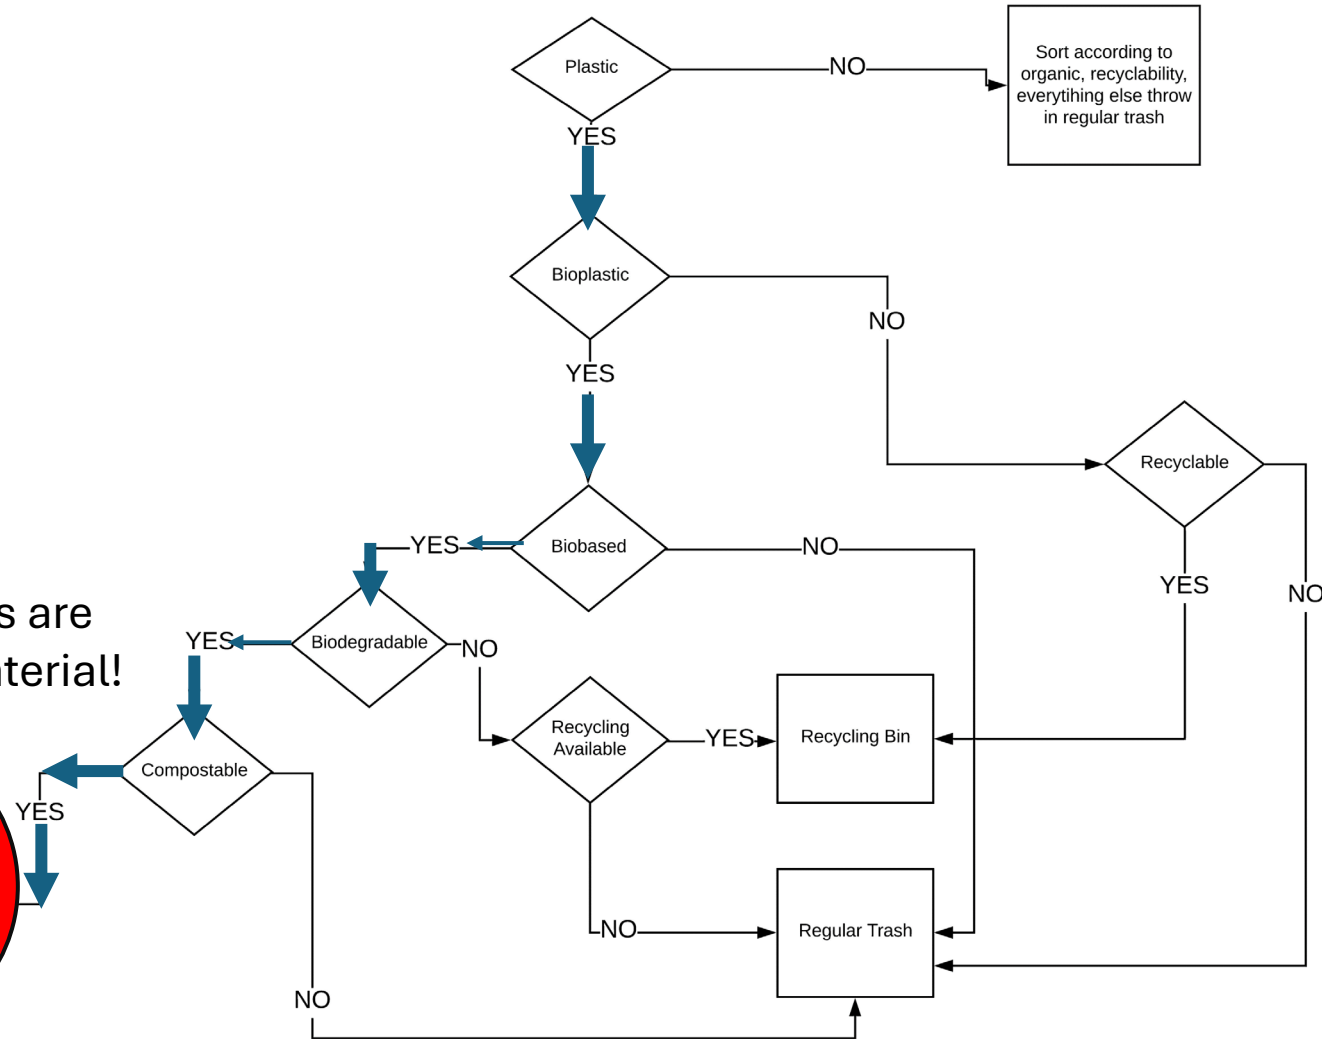 Plastic
NO
Sort according to
organic, recyclability,
everytihing else throw
in regular trash
YES
Bioplastic
NO
YES
Recyclable
YES
Biobased
NO
YES
NO
s are
YES
Biodegradable
NO
terial!
Recycling
Available
YES
Recycling Bin
Compostable
YES
NO
Regular Trash
NO